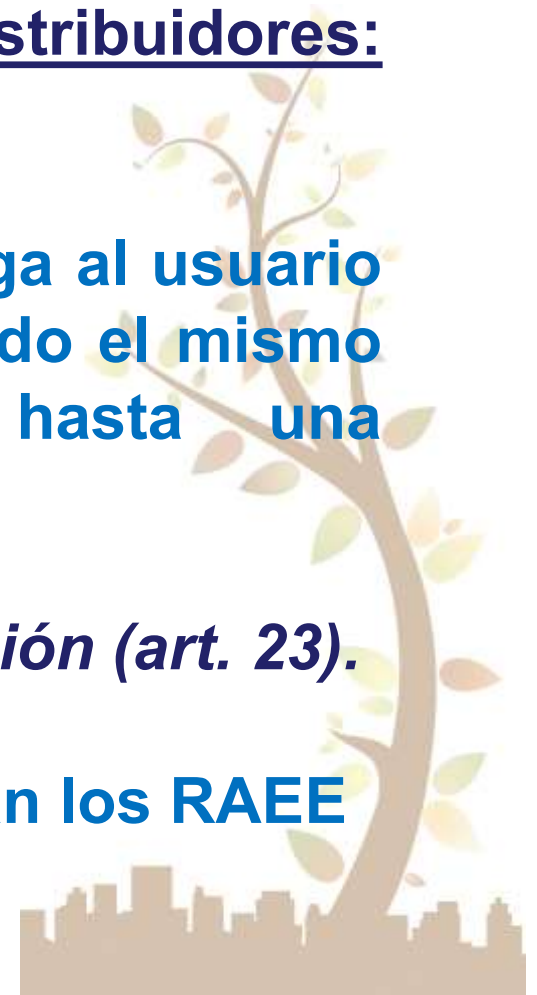 stribuidores:
ga al usuario
do el mismo
hasta una
ión (art. 23).
n los RAEE